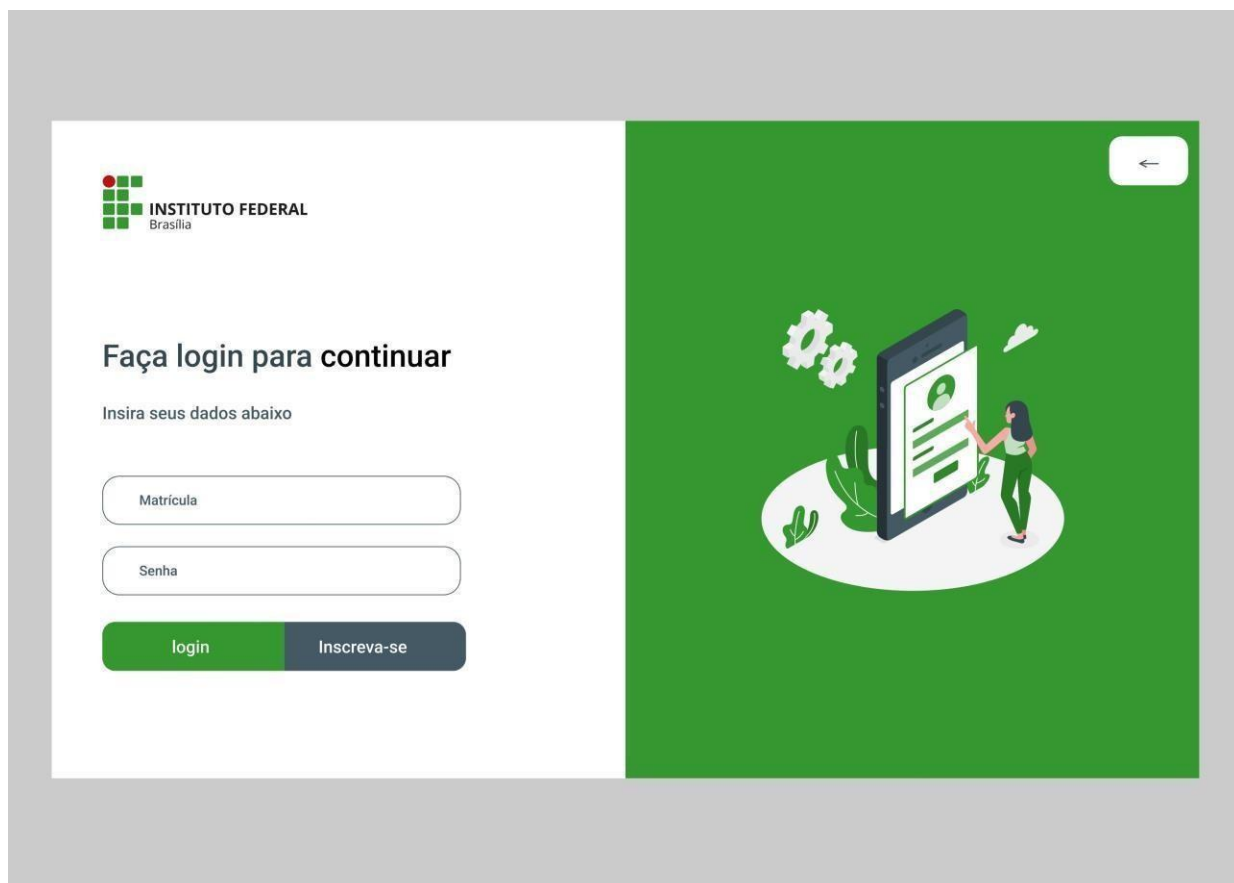 INSTITUTO FEDERAL
Brasília
Faça login para continuar
Insira seus dados abaixo
Matrícula
Senha
login
Inscreva-se